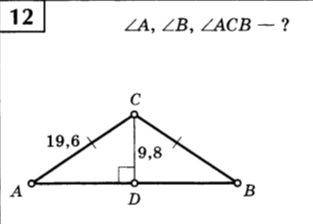 12
∠A, ∠B, ∠ACB — ?
C
19,6
9,8
A
D
B